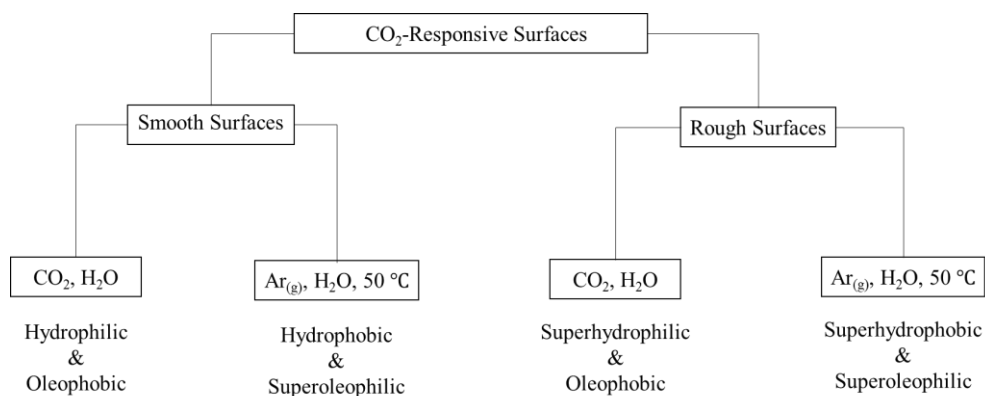 CO₂-Responsive Surfaces
Smooth Surfaces
Rough Surfaces
CO₂, H₂O
Ar₍g₎, H₂O, 50 ℃
CO₂, H₂O
Ar₍g₎, H₂O, 50 ℃
Hydrophilic
&
Oleophobic
Hydrophobic
&
Superoleophilic
Superhydrophilic
&
Oleophobic
Superhydrophobic
&
Superoleophilic